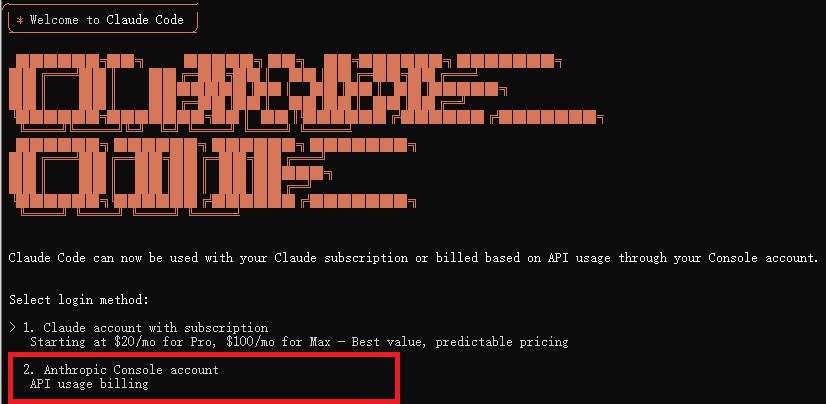 * Welcome to Claude Code
CLAUDE
CODE
Claude Code can now be used with your Claude subscription or billed based on API usage through your Console account.
Select login method:
> 1. Claude account with subscription
Starting at $20/mo for Pro, $100/mo for Max — Best value, predictable pricing
2. Anthropic Console account
API usage billing